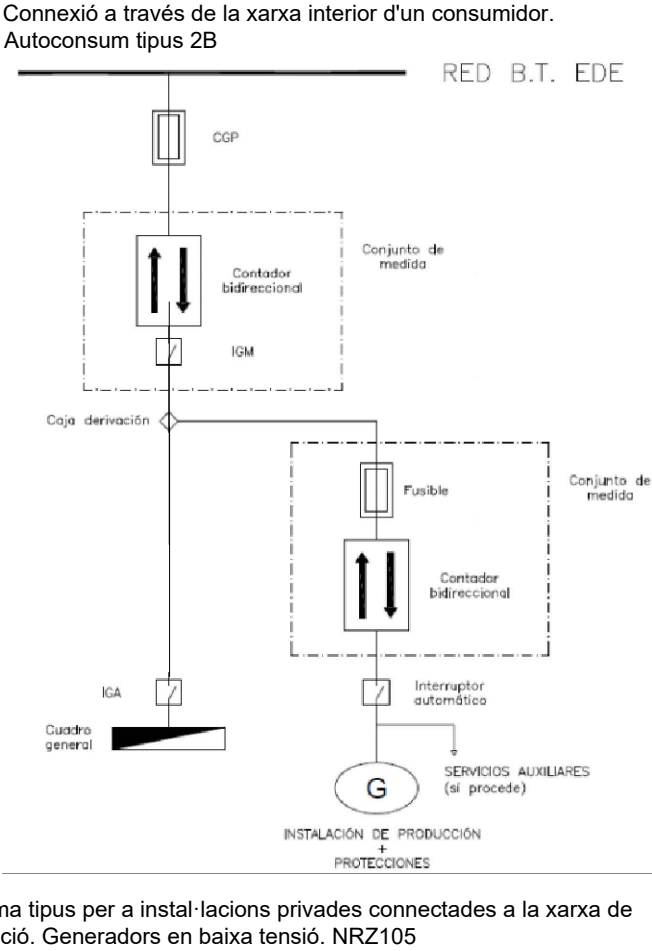 Connexió a través de la xarxa interior d'un consumidor.
Autoconsum tipus 2B
RED B.T. EDE
CGP
Conjunto de
medida
Contador
bidireccional
IGM
Caja derivación
Fusible
Conjunto de
medida
Contador
bidireccional
IGA
Interruptor
automático
Cuadro
general
SERVICIOS AUXILIARES
(si procede)
G
INSTALACIÓN DE PRODUCCIÓN
+
PROTECCIONES
tipus per a instal·lacions privades connectades a la xarxa de
Generadors en baixa tensió. NRZ105